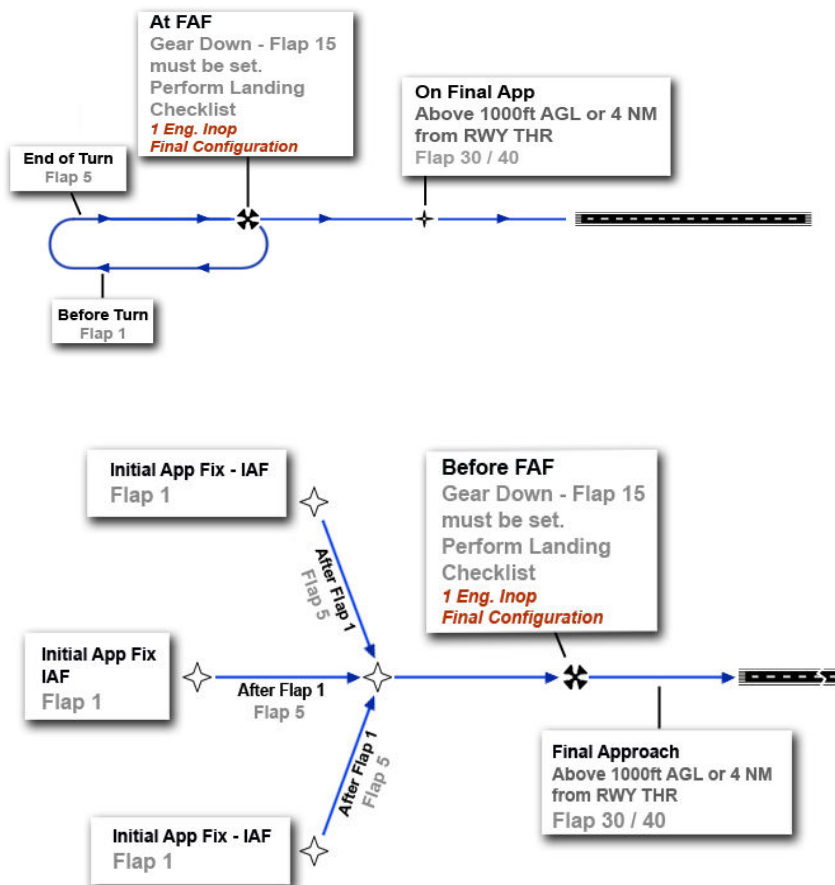 At FAF
Gear Down - Flap 15
must be set.
Perform Landing
Checklist
1 Eng. Inop
Final Configuration
On Final App
Above 1000ft AGL or 4 NM
from RWY THR
Flap 30 / 40
End of Turn
Flap 5
Before Turn
Flap 1
Initial App Fix - IAF
Flap 1
After Flap 1
Flap 5
Before FAF
Gear Down - Flap 15
must be set.
Perform Landing
Checklist
1 Eng. Inop
Final Configuration
Initial App Fix
IAF
Flap 1
After Flap 1
Flap 5
After Flap 1
Flap 5
Final Approach
Above 1000ft AGL or 4 NM
from RWY THR
Flap 30 / 40
Initial App Fix - IAF
Flap 1